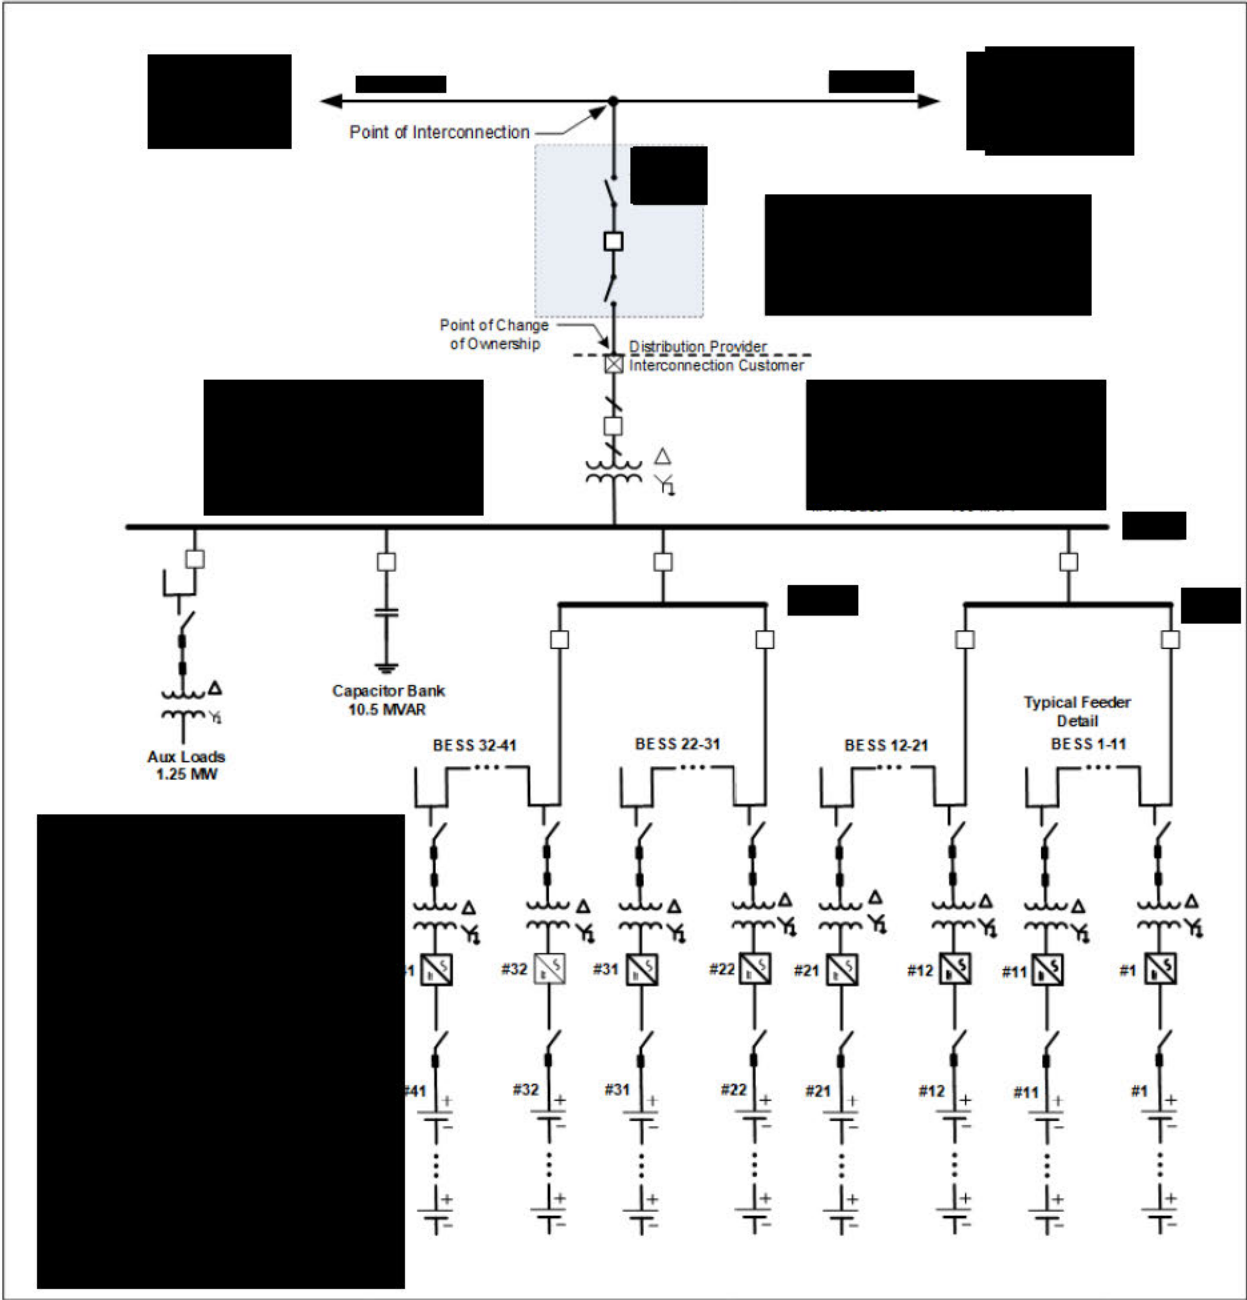 Point of Interconnection
Point of Change
of Ownership
Distribution Provider
Interconnection Customer
Capacitor Bank
10.5 MVAR
Aux Loads
1.25 MW
Typical Feeder
Detail
BESS 32-41
BESS 22-31
BESS 12-21
BESS 1-11
#32
#31
#22
#21
#12
#11
#1
#41
#32
#31
#22
#21
#12
#11
#1